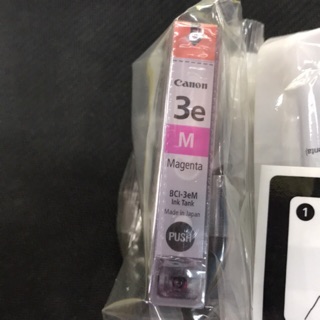 Canon
3e
M
Magenta
BCI-3eM
Ink Tank
Made in Japan
PUSH
1